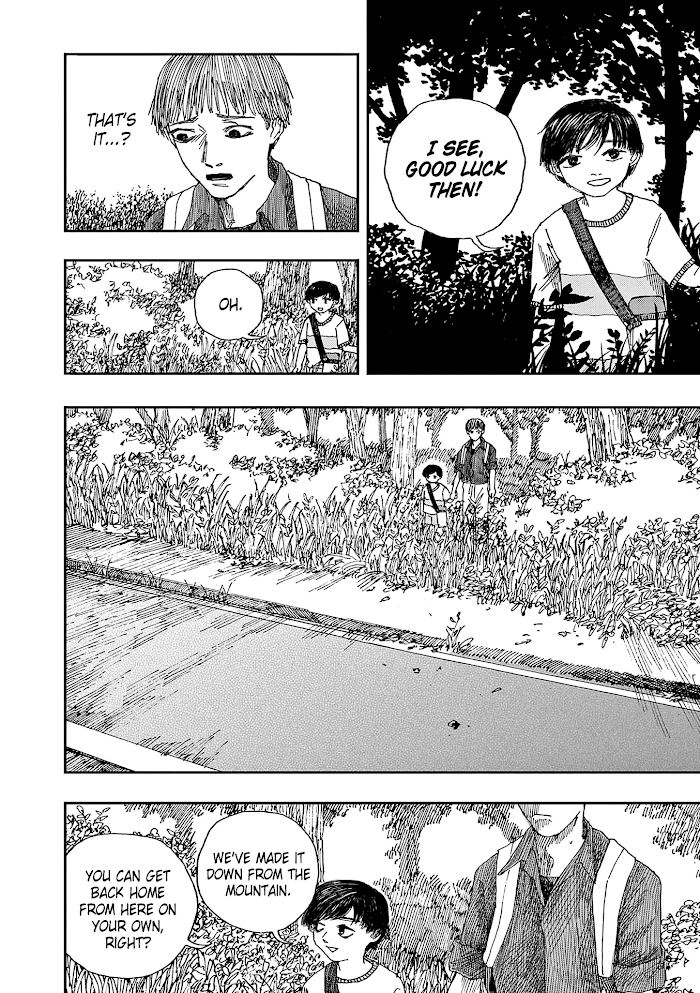 I SEE,
GOOD LUCK
THEN!
THAT'S
IT...?
OH.
WE'VE MADE IT
DOWN FROM THE
MOUNTAIN.
YOU CAN GET
BACK HOME
FROM HERE ON
YOUR OWN,
RIGHT?